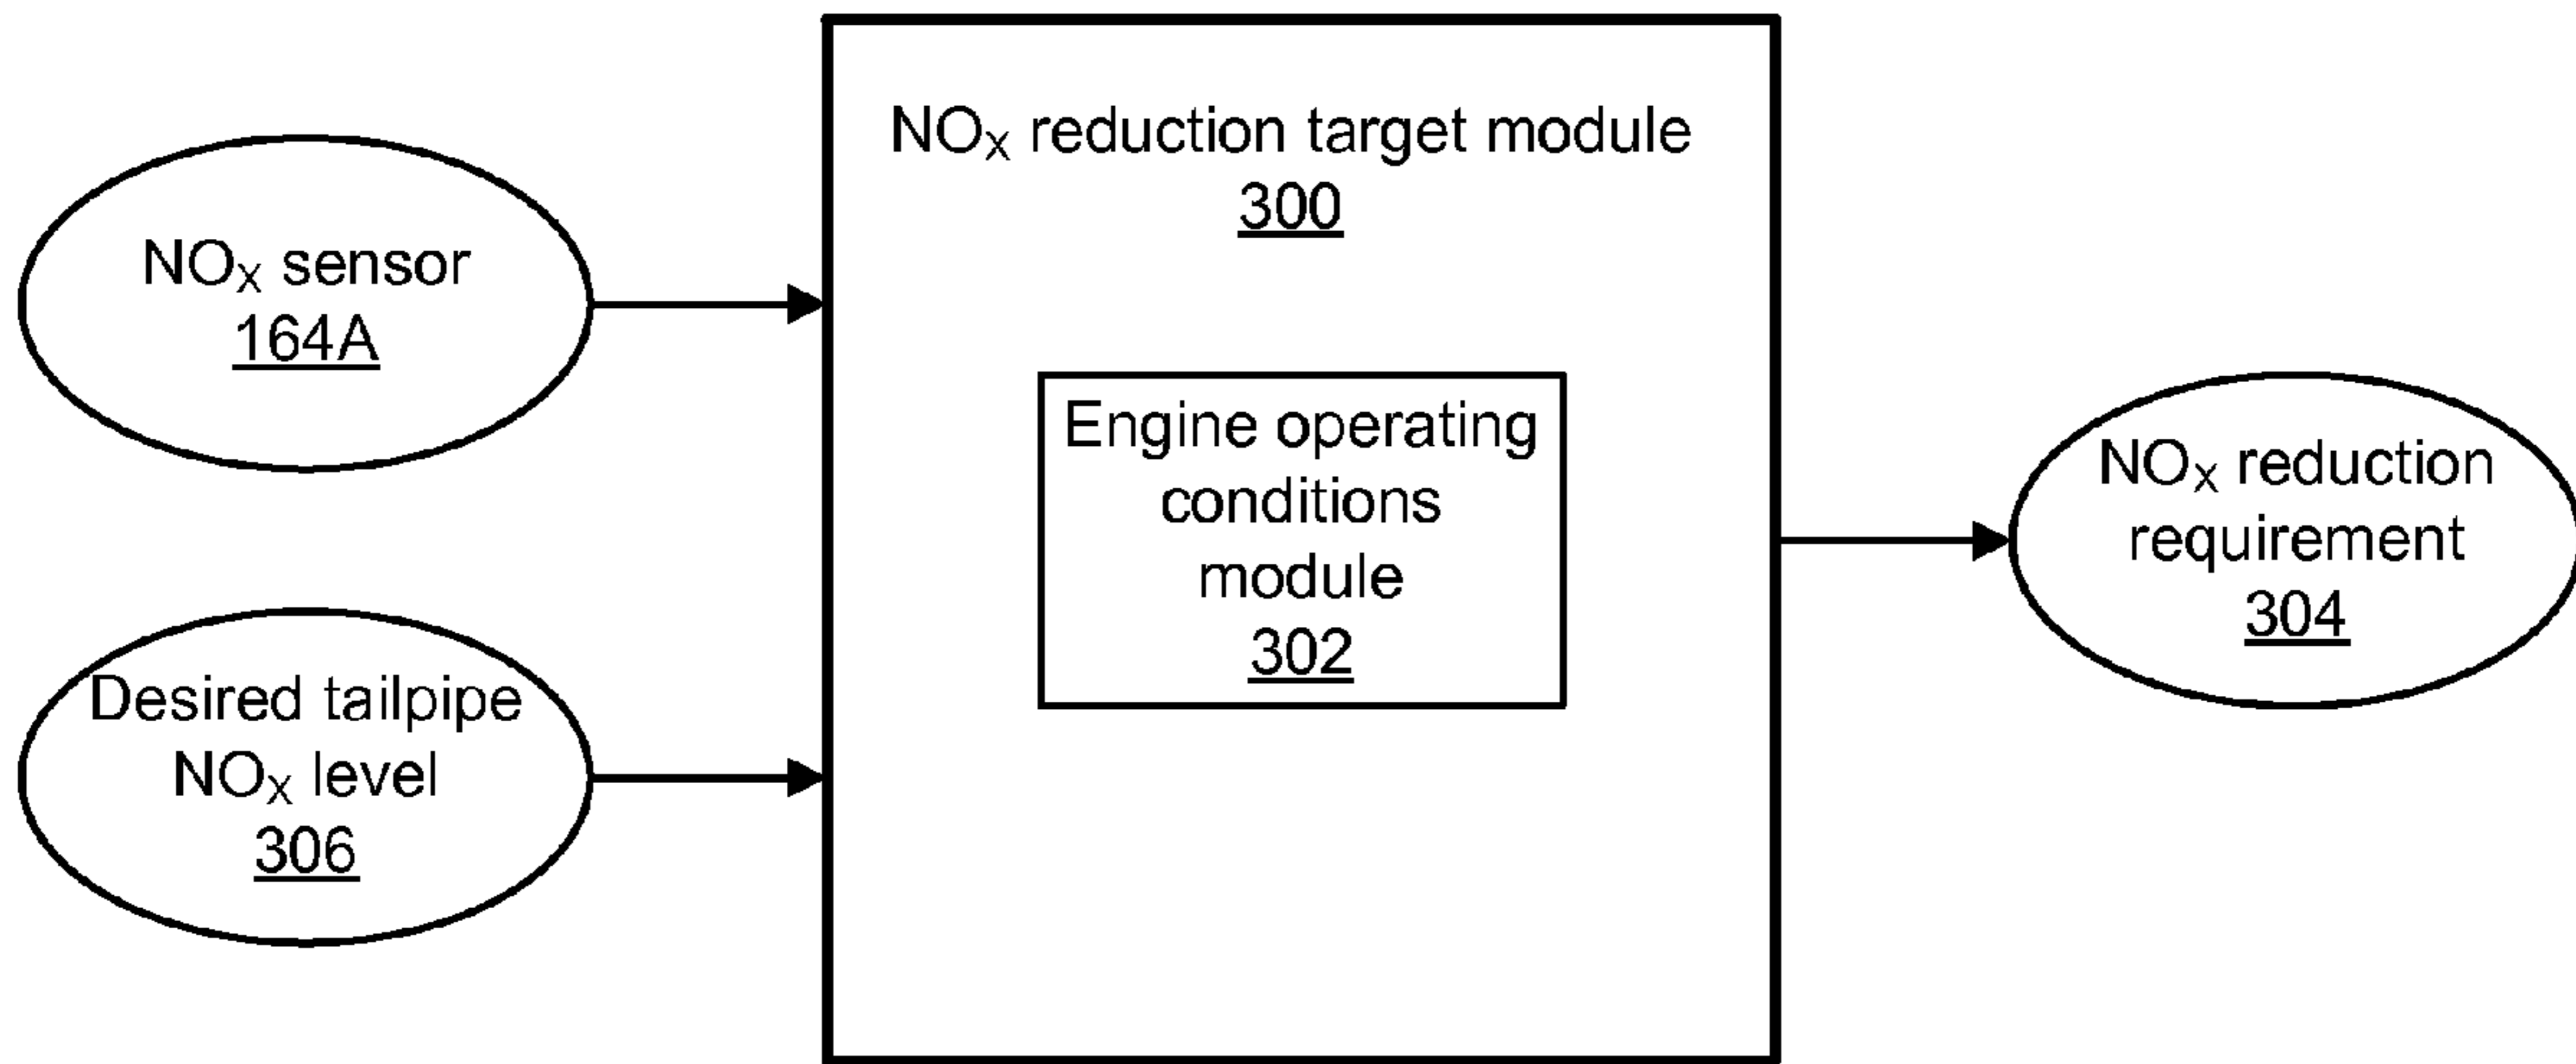 NOX reduction target module
300
NOX sensor
164A
Engine operating
conditions
module
302
Desired tailpipe
NOX level
306
NOX reduction
requirement
304